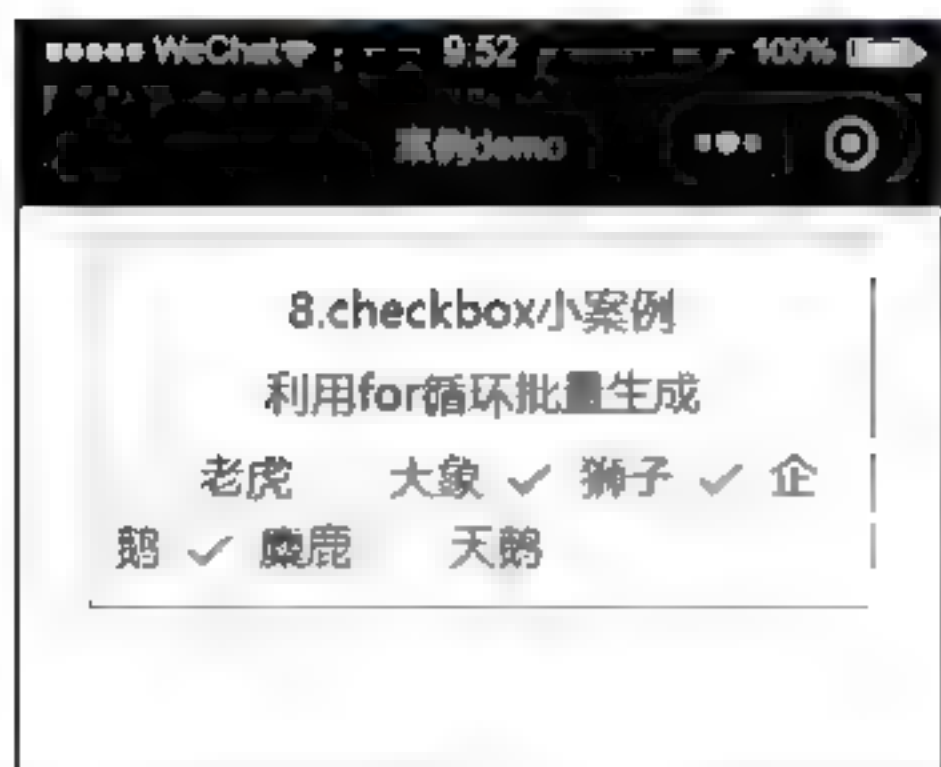 WeChat 9:52 100%
案例demo
8.checkbox小案例
利用for循环批量生成
老虎 大象 ✓ 狮子 ✓ 企
鹅 ✓ 麋鹿 天鹅